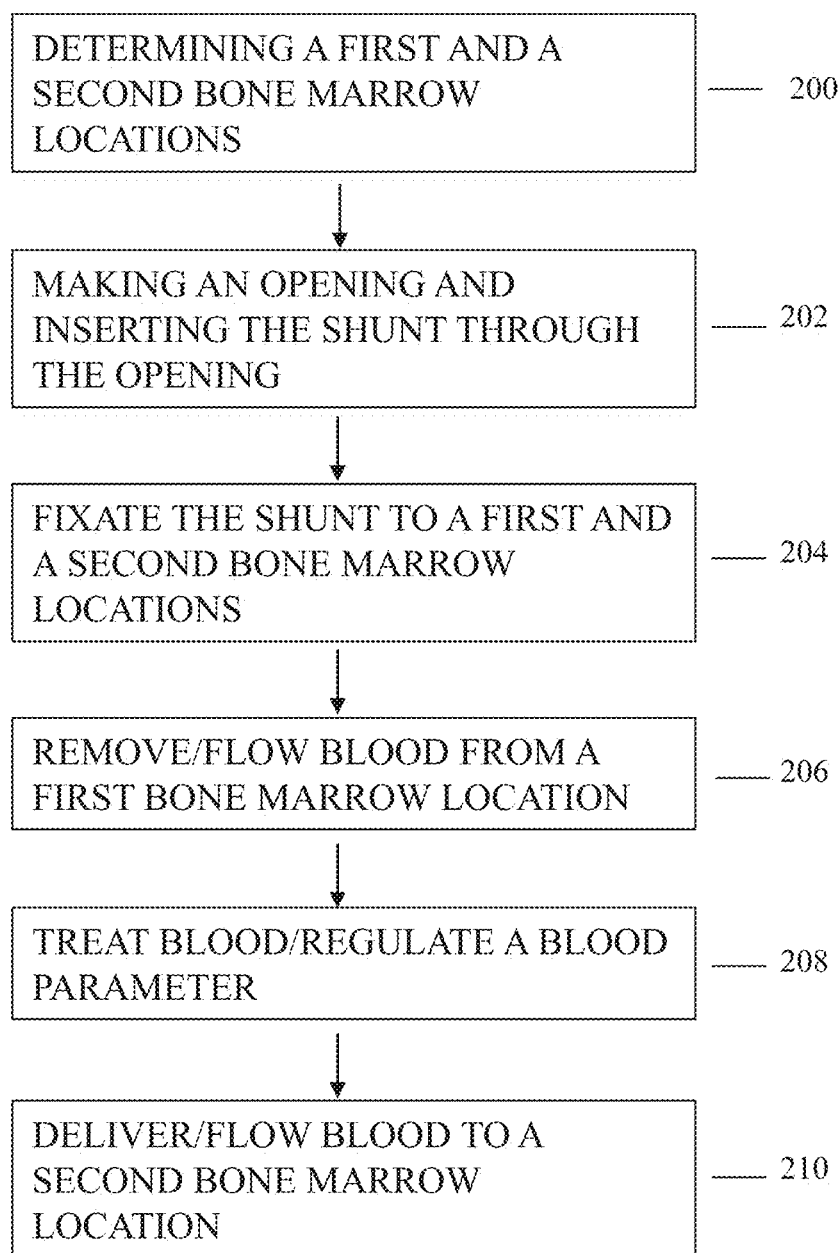 DETERMINING A FIRST AND A
SECOND BONE MARROW
LOCATIONS
200
MAKING AN OPENING AND
INSERTING THE SHUNT THROUGH
THE OPENING
202
FIXATE THE SHUNT TO A FIRST AND
A SECOND BONE MARROW
LOCATIONS
204
REMOVE/FLOW BLOOD FROM A
FIRST BONE MARROW LOCATION
206
TREAT BLOOD/REGULATE A BLOOD
PARAMETER
208
DELIVER/FLOW BLOOD TO A
SECOND BONE MARROW
LOCATION
210